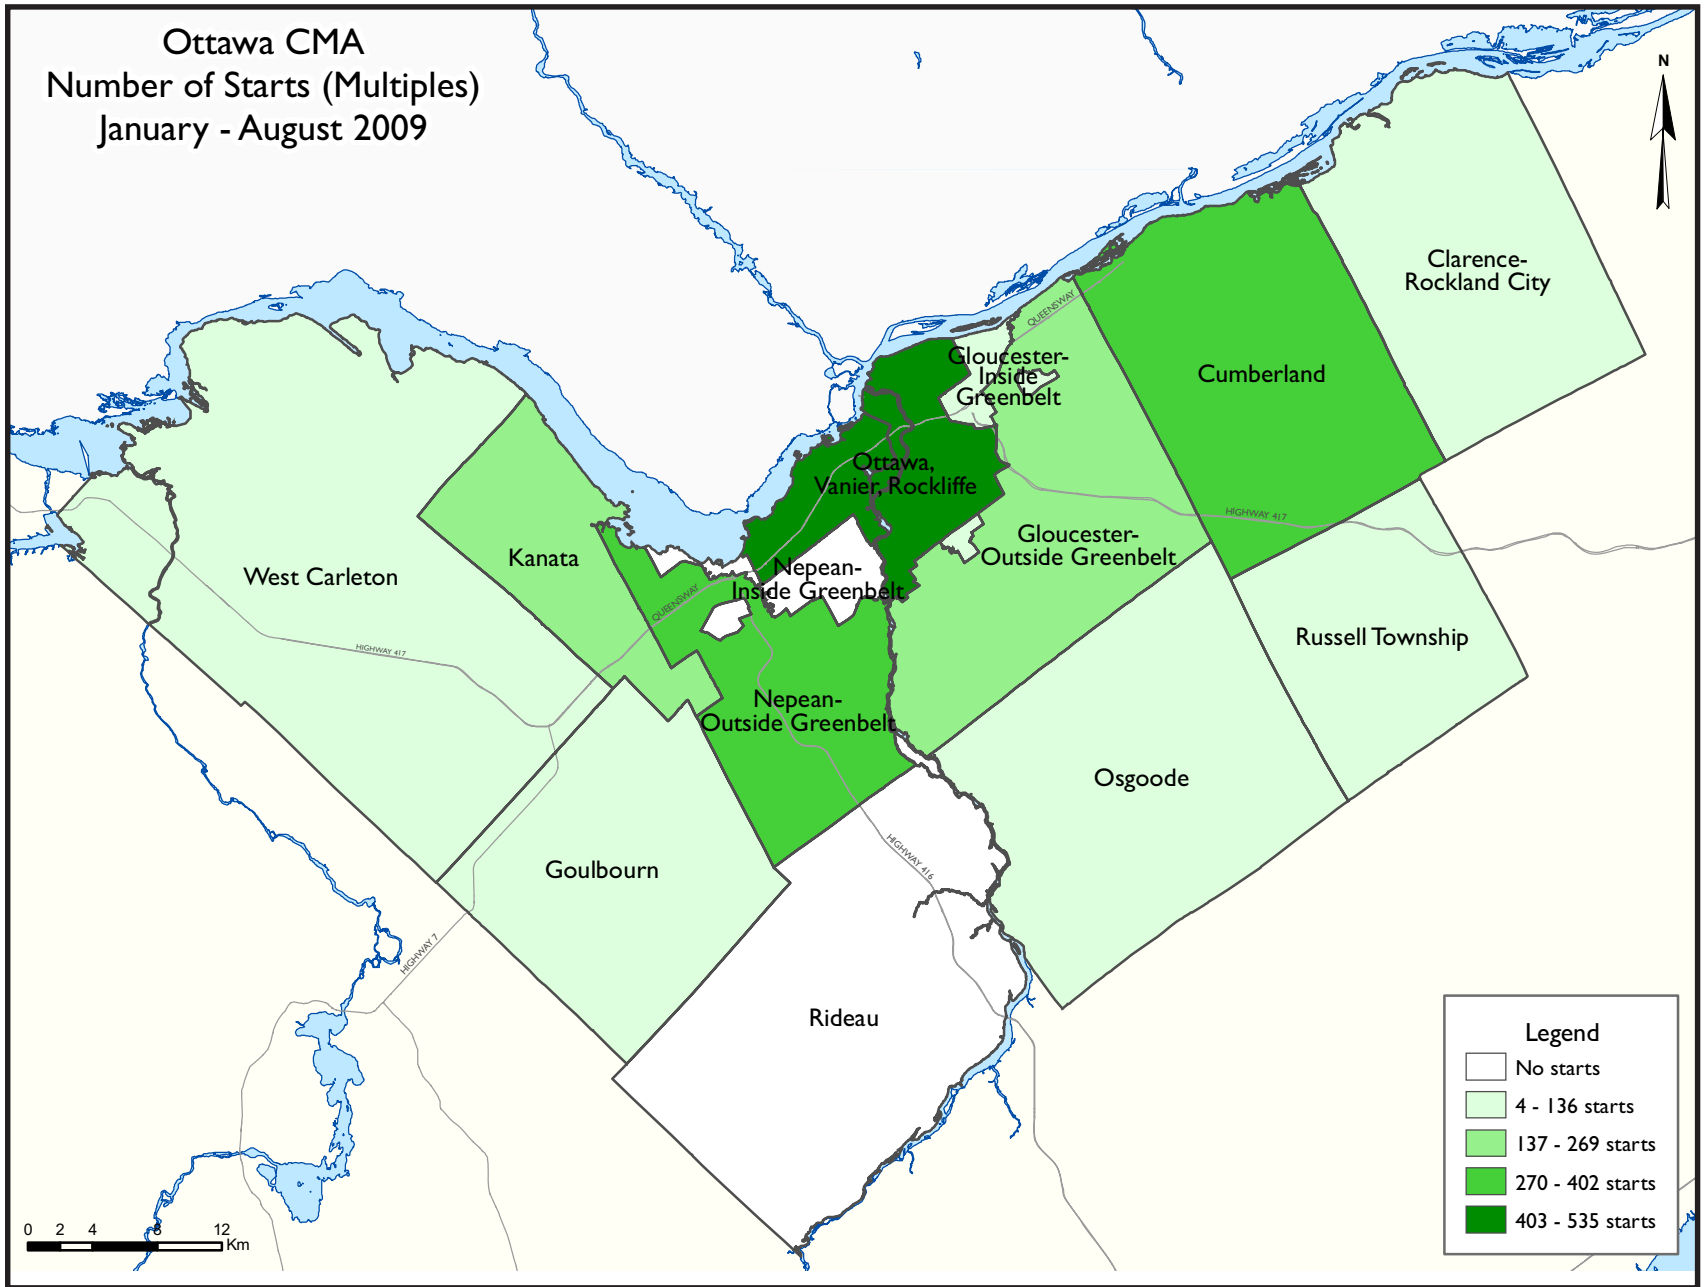 Ottawa CMA
Number of Starts (Multiples)
January - August 2009
N
Clarence-
Rockland City
QUEENSWAY
Gloucester-
Inside
Greenbelt
Cumberland
Ottawa,
Vanier, Rockliffe
HIGHWAY 417
Gloucester-
Outside Greenbelt
Kanata
West Carleton
Nepean-
Inside Greenbelt
QUEENSWAY
HIGHWAY 417
Russell Township
Nepean-
Outside Greenbelt
Osgoode
Goulbourn
HIGHWAY 416
HIGHWAY 7
Rideau
Legend
No starts
4 - 136 starts
137 - 269 starts
270 - 402 starts
403 - 535 starts
0 2 4 8 12
Km